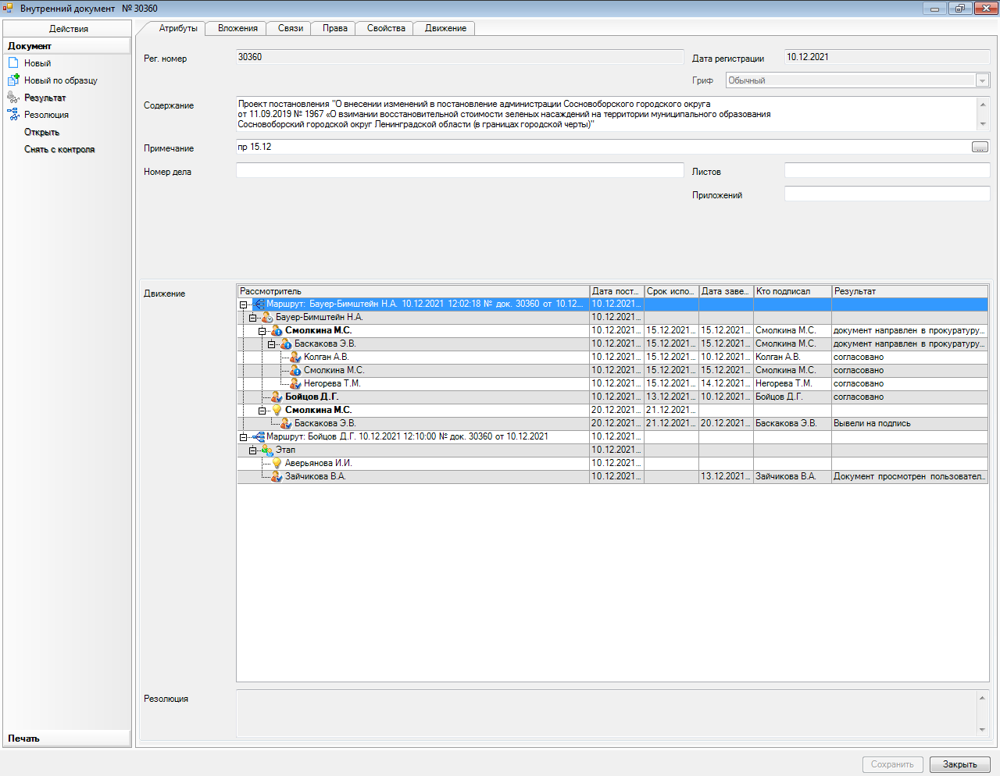 Внутренний документ № 30360
Действия
Документ
Новый
Новый по образцу
Результат
Резолюция
Открыть
Снять с контроля
Печать
Атрибуты Вложения Связи Права Свойства Движение
Рег. номер 30360 Дата регистрации 10.12.2021
Гриф Обычный
Содержание Проект постановления "О внесении изменений в постановление администрации Сосновоборского городского округа
от 11.09.2019 № 1967 «О взимании восстановительной стоимости зеленых насаждений на территории муниципального образования
Сосновоборский городской округ Ленинградской области (в границах городской черты)"
Примечание пр 15.12 ...
Номер дела Листов
Приложений
Движение
Рассмотритель Дата пост... Срок испо... Дата заве... Кто подписал Результат
Маршрут: Бауер-Бимштейн Н.А. 10.12.2021 12:02:18 № док. 30360 от 10.12... 10.12.2021...
Бауер-Бимштейн Н.А. 10.12.2021...
Смолкина М.С. 10.12.2021... 15.12.2021... 15.12.2021... Смолкина М.С. документ направлен в прокуратуру...
Баскакова Э.В. 10.12.2021... 15.12.2021... 15.12.2021... Смолкина М.С. документ направлен в прокуратуру...
Колган А.В. 10.12.2021... 15.12.2021... 10.12.2021... Колган А.В. согласовано
Смолкина М.С. 10.12.2021... 15.12.2021... 15.12.2021... Смолкина М.С. согласовано
Негорева Т.М. 10.12.2021... 15.12.2021... 14.12.2021... Негорева Т.М. согласовано
Бойцов Д.Г. 10.12.2021... 13.12.2021... 10.12.2021... Бойцов Д.Г. согласовано
Смолкина М.С. 20.12.2021... 21.12.2021...
Баскакова Э.В. 20.12.2021... 21.12.2021... 20.12.2021... Баскакова Э.В. Вывели на подпись
Маршрут: Бойцов Д.Г. 10.12.2021 12:10:00 № док. 30360 от 10.12.2021 10.12.2021...
Этап 10.12.2021...
Аверьянова И.И. 10.12.2021...
Зайчикова В.А. 10.12.2021... 13.12.2021... Зайчикова В.А. Документ просмотрен пользовател...
Резолюция
Сохранить Закрыть